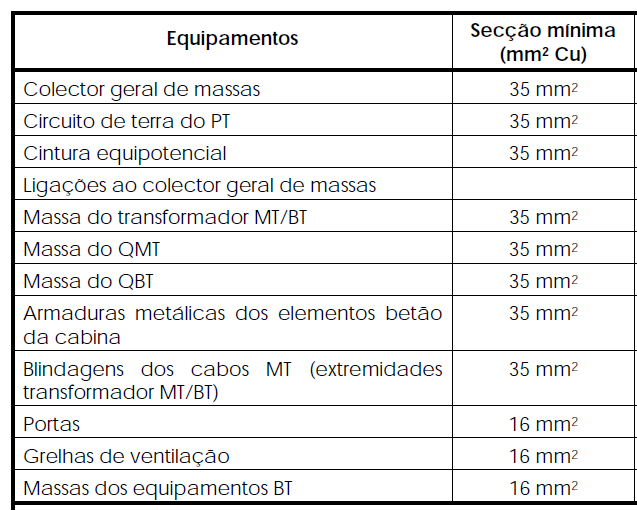 Equipamentos Secção mínima
(mm² Cu)
Colector geral de massas 35 mm²
Circuito de terra do PT 35 mm²
Cintura equipotencial 35 mm²
Ligações ao colector geral de massas
Massa do transformador MT/BT 35 mm²
Massa do QMT 35 mm²
Massa do QBT 35 mm²
Armaduras metálicas dos elementos betão 35 mm²
da cabina
Blindagens dos cabos MT (extremidades 35 mm²
transformador MT/BT)
Portas 16 mm²
Grelhas de ventilação 16 mm²
Massas dos equipamentos BT 16 mm²